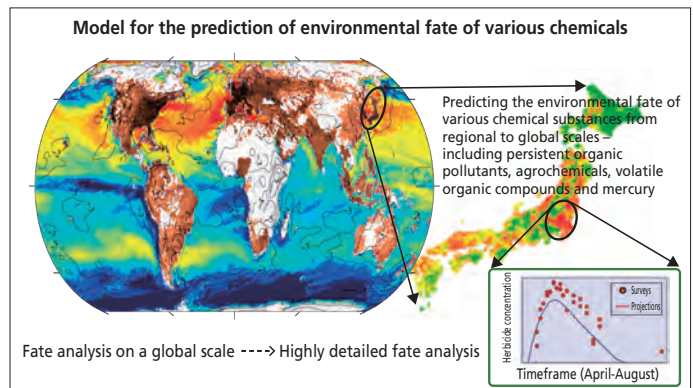 Model for the prediction of environmental fate of various chemicals
Predicting the environmental fate of
various chemical substances from
regional to global scales –
including persistent organic
pollutants, agrochemicals, volatile
organic compounds and mercury
Herbicide concentration
Surveys
Projections
Timeframe (April-August)
Fate analysis on a global scale ----> Highly detailed fate analysis